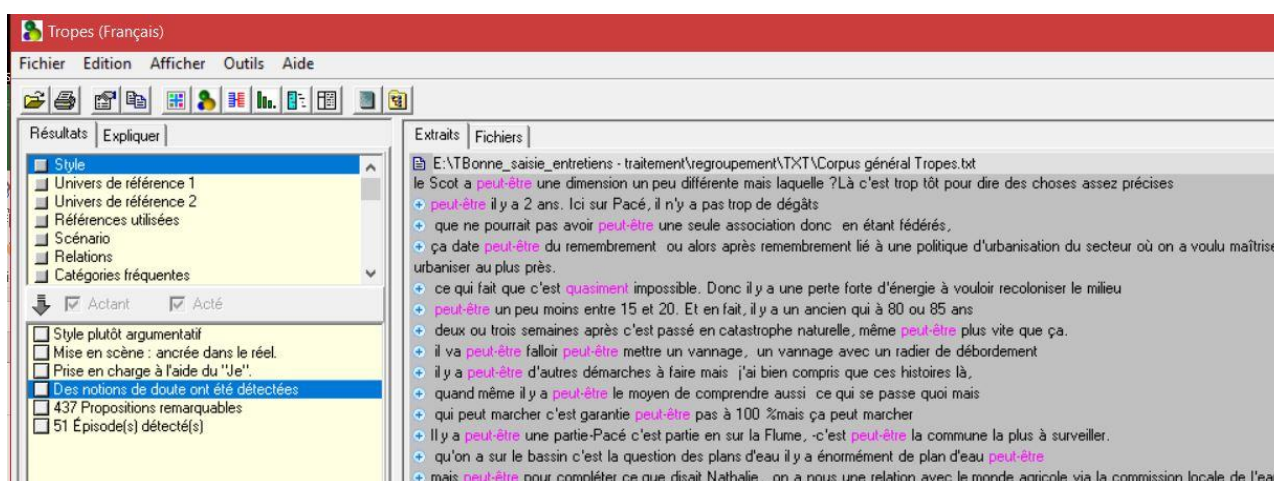 Tropes (Français)
Fichier Edition Afficher Outils Aide
Résultats Expliquer
Style
Univers de référence 1
Univers de référence 2
Références utilisées
Scénario
Relations
Catégories fréquentes
Actant Acté
Style plutôt argumentatif
Mise en scène : ancrée dans le réel.
Prise en charge à l'aide du "Je".
Des notions de doute ont été détectées
437 Propositions remarquables
51 Épisode(s) détecté(s)
Extraits Fichiers
E:\TBonne_saisie_entretiens - traitement\regroupement\TXT\Corpus général Tropes.txt
le Scot a peut-être une dimension un peu différente mais laquelle ?Là c'est trop tôt pour dire des choses assez précises
peut-être il y a 2 ans. Ici sur Pacé, il n'y a pas trop de dégâts
que ne pourrait pas avoir peut-être une seule association donc en étant fédérés,
ça date peut-être du remembrement ou alors après remembrement lié à une politique d'urbanisation du secteur où on a voulu maîtrise
urbaniser au plus près.
ce qui fait que c'est quasiment impossible. Donc il y a une perte forte d'énergie à vouloir recoloniser le milieu
peut-être un peu moins entre 15 et 20. Et en fait, il y a un ancien qui à 80 ou 85 ans
deux ou trois semaines après c'est passé en catastrophe naturelle, même peut-être plus vite que ça.
il va peut-être falloir peut-être mettre un vannage, un vannage avec un radier de débordement
il y a peut-être d'autres démarches à faire mais j'ai bien compris que ces histoires là,
quand même il y a peut-être le moyen de comprendre aussi ce qui se passe quoi mais
qui peut marcher c'est garantie peut-être pas à 100 %mais ça peut marcher
Il y a peut-être une partie-Pacé c'est partie en sur la Flume, -c'est peut-être la commune la plus à surveiller.
qu'on a sur le bassin c'est la question des plans d'eau il y a énormément de plan d'eau peut-être
mais peut-être pour compléter ce que disait Nathalie on a nous une relation avec le monde agricole via la commission locale de l'eau